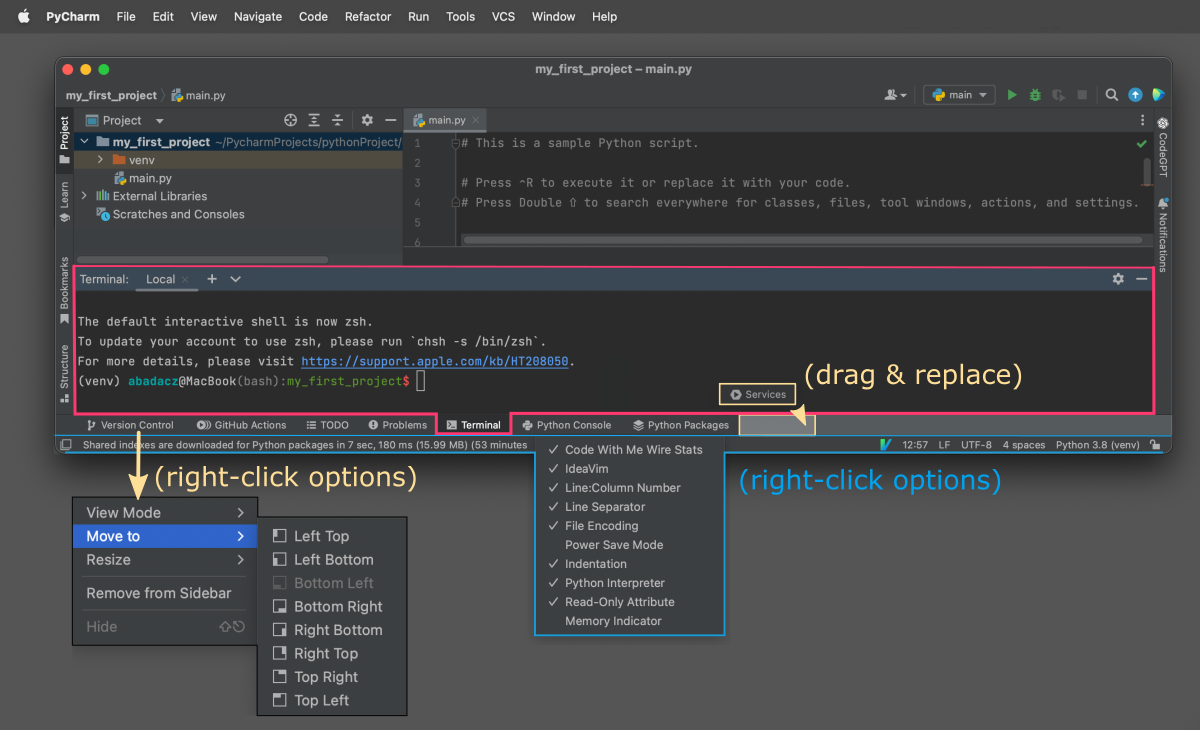 PyCharm File Edit View Navigate Code Refactor Run Tools VCS Window Help
my_first_project – main.py
my_first_project main.py
main
Project
Project
main.py
my_first_project ~/PycharmProjects/pythonProject/
venv
main.py
External Libraries
Scratches and Consoles
Learn
Bookmarks
Structure
1 # This is a sample Python script.
2
3 # Press ⌃R to execute it or replace it with your code.
4 # Press Double ⇧ to search everywhere for classes, files, tool windows, actions, and settings.
5
6
CodeGPT
Notifications
Terminal: Local
The default interactive shell is now zsh.
To update your account to use zsh, please run `chsh -s /bin/zsh`.
For more details, please visit https://support.apple.com/kb/HT208050.
(venv) abadacz@MacBook(bash):my_first_project$
Services
(drag & replace)
Version Control GitHub Actions TODO Problems Terminal Python Console Python Packages
Shared indexes are downloaded for Python packages in 7 sec, 180 ms (15.99 MB) (53 minutes
12:57 LF UTF-8 4 spaces Python 3.8 (venv)
(right-click options)
View Mode
Move to
Resize
Remove from Sidebar
Hide ⇧⎋
Left Top
Left Bottom
Bottom Left
Bottom Right
Right Bottom
Right Top
Top Right
Top Left
✓ Code With Me Wire Stats
✓ IdeaVim
✓ Line:Column Number
✓ Line Separator
✓ File Encoding
Power Save Mode
✓ Indentation
✓ Python Interpreter
✓ Read-Only Attribute
Memory Indicator
(right-click options)